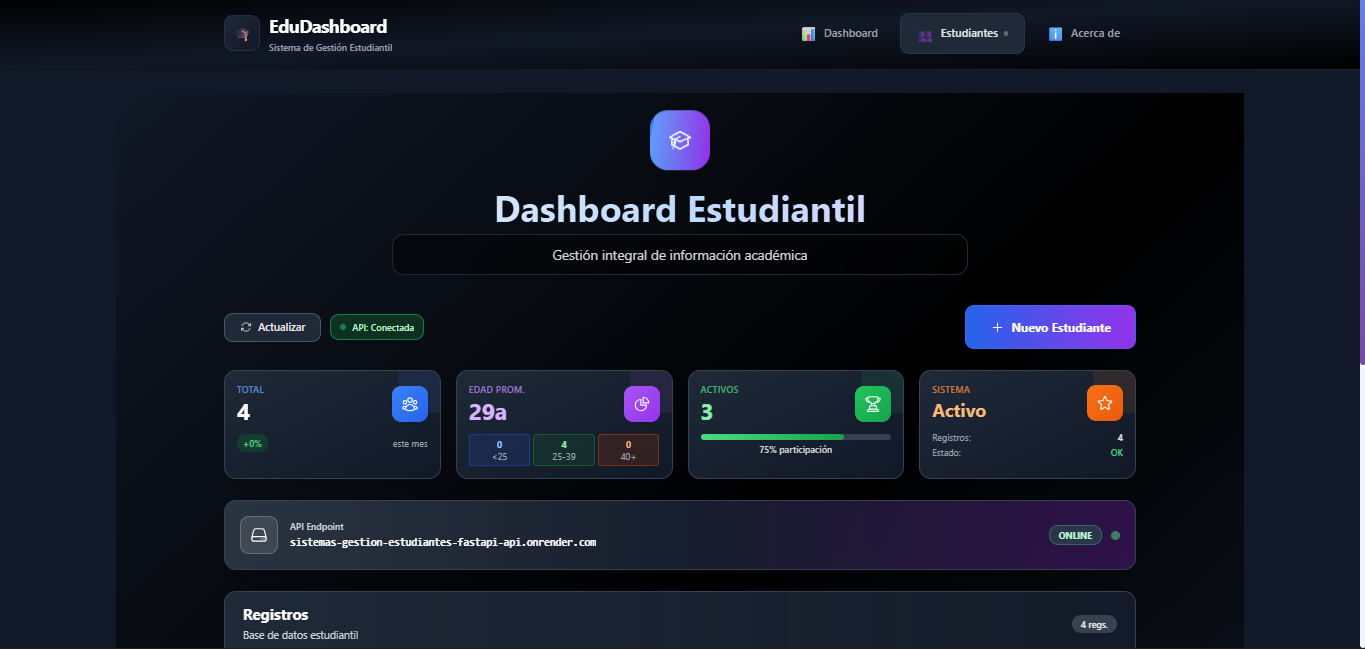 EduDashboard
Sistema de Gestión Estudiantil
Dashboard
Estudiantes
Acerca de
Dashboard Estudiantil
Gestión integral de información académica
Actualizar
API: Conectada
+ Nuevo Estudiante
TOTAL
4
+0%
este mes
EDAD PROM.
29a
0
<25
4
25-39
0
40+
ACTIVOS
3
75% participación
SISTEMA
Activo
Registros: 4
Estado: OK
API Endpoint
sistemas-gestion-estudiantes-fastapi-api.onrender.com
ONLINE
Registros
Base de datos estudiantil
4 regs.